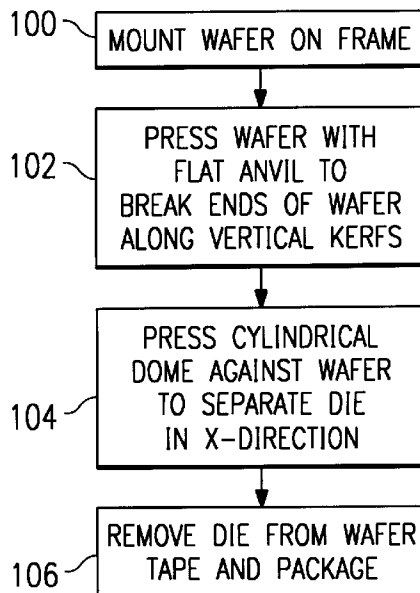 100
MOUNT WAFER ON FRAME
102
PRESS WAFER WITH
FLAT ANVIL TO
BREAK ENDS OF WAFER
ALONG VERTICAL KERFS
104
PRESS CYLINDRICAL
DOME AGAINST WAFER
TO SEPARATE DIE
IN X-DIRECTION
106
REMOVE DIE FROM WAFER
TAPE AND PACKAGE